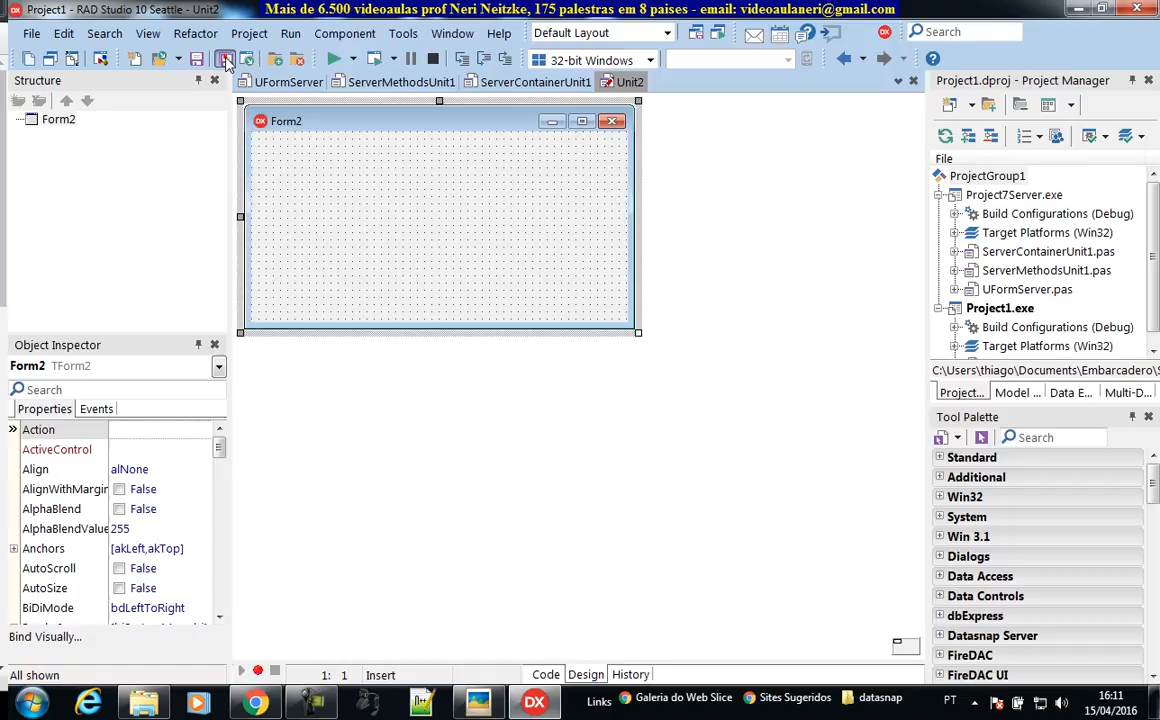 Project1 - RAD Studio 10 Seattle - Unit2
Mais de 6.500 videoaulas prof Neri Neitzke, 175 palestras em 8 paises - email: videoaulaneri@gmail.com
File Edit Search View Refactor Project Run Component Tools Window Help
Default Layout
Search
32-bit Windows
Structure
Form2
UFormServer ServerMethodsUnit1 ServerContainerUnit1 Unit2
Form2
Project1.dproj - Project Manager
File
ProjectGroup1
Project7Server.exe
Build Configurations (Debug)
Target Platforms (Win32)
ServerContainerUnit1.pas
ServerMethodsUnit1.pas
UFormServer.pas
Project1.exe
Build Configurations (Debug)
Target Platforms (Win32)
C:\Users\thiago\Documents\Embarcadero\S
Project... Model ... Data E... Multi-D...
Object Inspector
Form2 TForm2
Search
Properties Events
Action
ActiveControl
Align alNone
AlignWithMargin False
AlphaBlend False
AlphaBlendValue 255
Anchors [akLeft,akTop]
AutoScroll False
AutoSize False
BiDiMode bdLeftToRight
Bind Visually...
All shown
Tool Palette
Search
Standard
Additional
Win32
System
Win 3.1
Dialogs
Data Access
Data Controls
dbExpress
Datasnap Server
FireDAC
FireDAC UI
1: 1 Insert
Code Design History
Links Galeria do Web Slice Sites Sugeridos datasnap
PT
16:11
15/04/2016